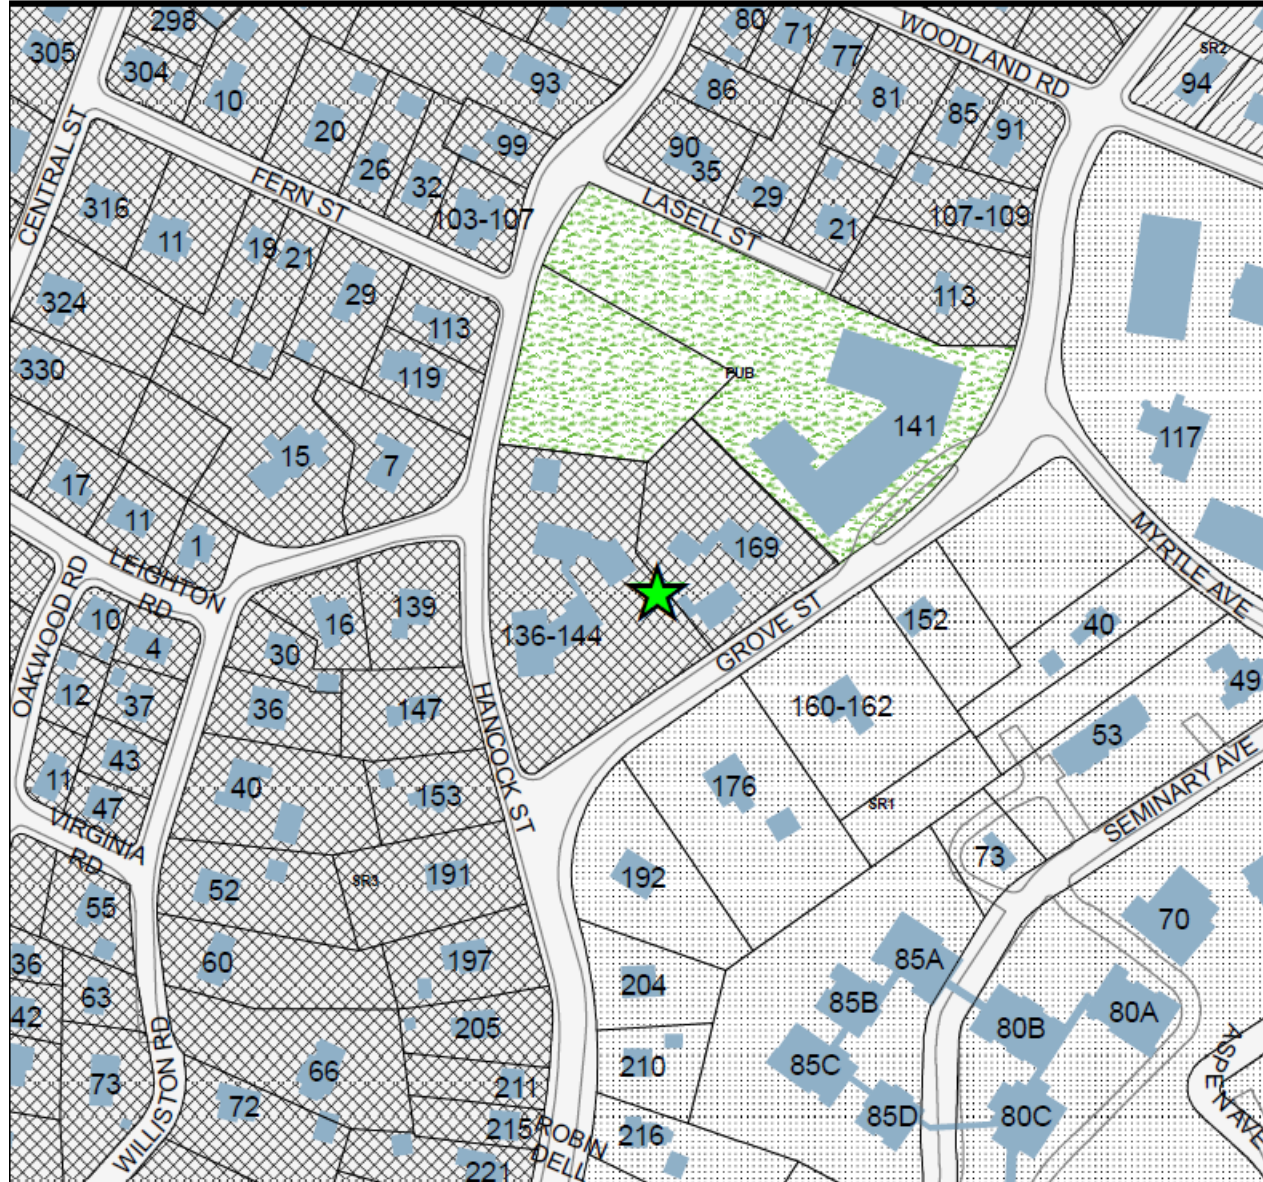 298
80
71
WOODLAND RD
SR2
305
304
10
93
86
77
81
94
20
26
32
99
90
35
85
91
CENTRAL ST
FERN ST
103-107
LASELL ST
29
21
107-109
316
11
19
21
29
113
324
113
330
119
PUB
141
117
15
7
17
11
1
LEIGHTON
RD
169
MYRTLE AVE
OAKWOOD RD
10
4
16
139
136-144
GROVE ST
152
40
30
12
37
36
147
HANCOCK ST
160-162
53
49
43
11
47
40
153
176
SR1
SEMINARY AVE
VIRGINIA
RD
73
52
SR3
191
192
55
70
36
60
197
85A
63
204
85B
42
205
80B
80A
66
210
85C
73
72
211
ASPEN AVE
WILLISTON RD
215
ROBIN
DELL
216
85D
80C
221